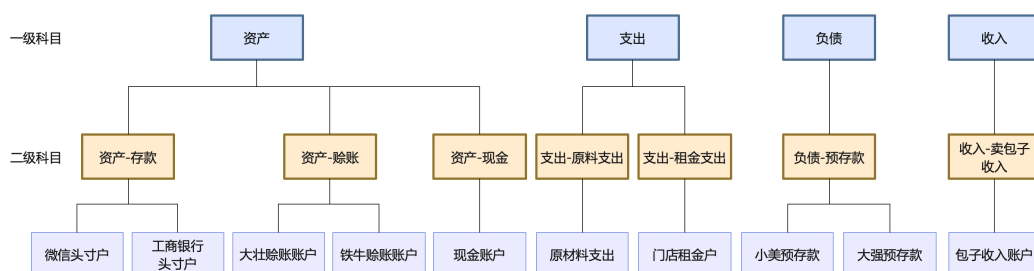 一级科目
资产
支出
负债
收入
二级科目
资产-存款
资产-赊账
资产-现金
支出-原料支出
支出-租金支出
负债-预存款
收入-卖包子
收入
微信头寸户
工商银行
头寸户
大壮赊账账户
铁牛赊账账户
现金账户
原材料支出
门店租金户
小美预存款
大强预存款
包子收入账户